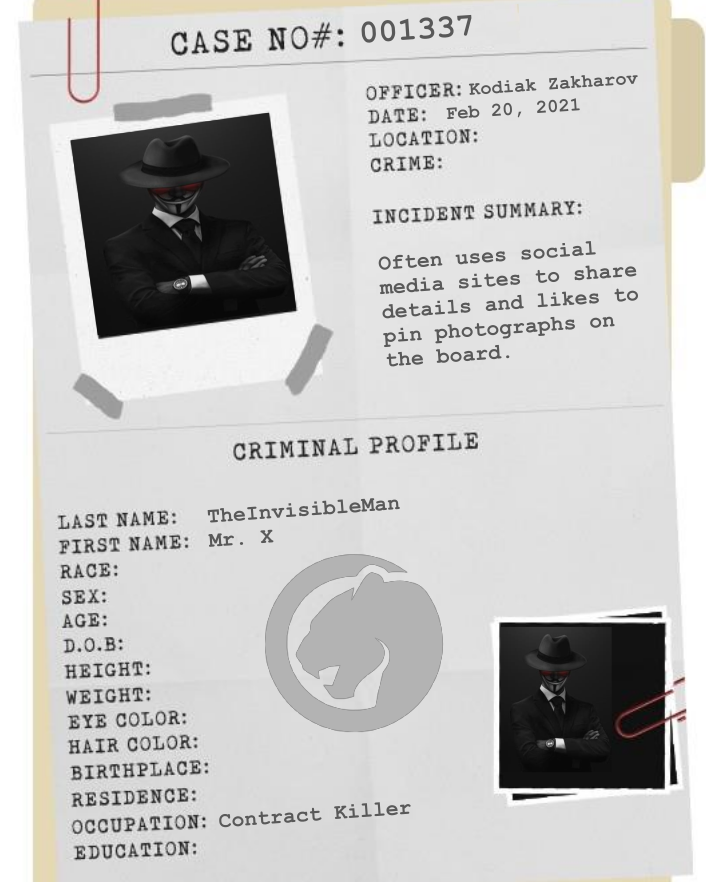 CASE NO#: 001337
OFFICER: Kodiak Zakharov
DATE: Feb 20, 2021
LOCATION:
CRIME:
INCIDENT SUMMARY:
Often uses social
media sites to share
details and likes to
pin photographs on
the board.
CRIMINAL PROFILE
LAST NAME: TheInvisibleMan
FIRST NAME: Mr. X
RACE:
SEX:
AGE:
D.O.B:
HEIGHT:
WEIGHT:
EYE COLOR:
HAIR COLOR:
BIRTHPLACE:
RESIDENCE:
OCCUPATION: Contract Killer
EDUCATION: